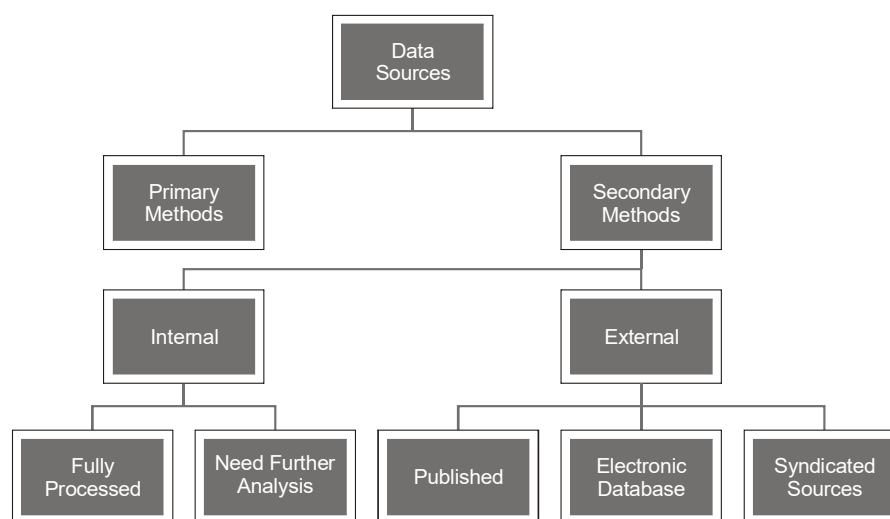 Data
Sources
Primary
Methods
Secondary
Methods
Internal
External
Fully
Processed
Need Further
Analysis
Published
Electronic
Database
Syndicated
Sources